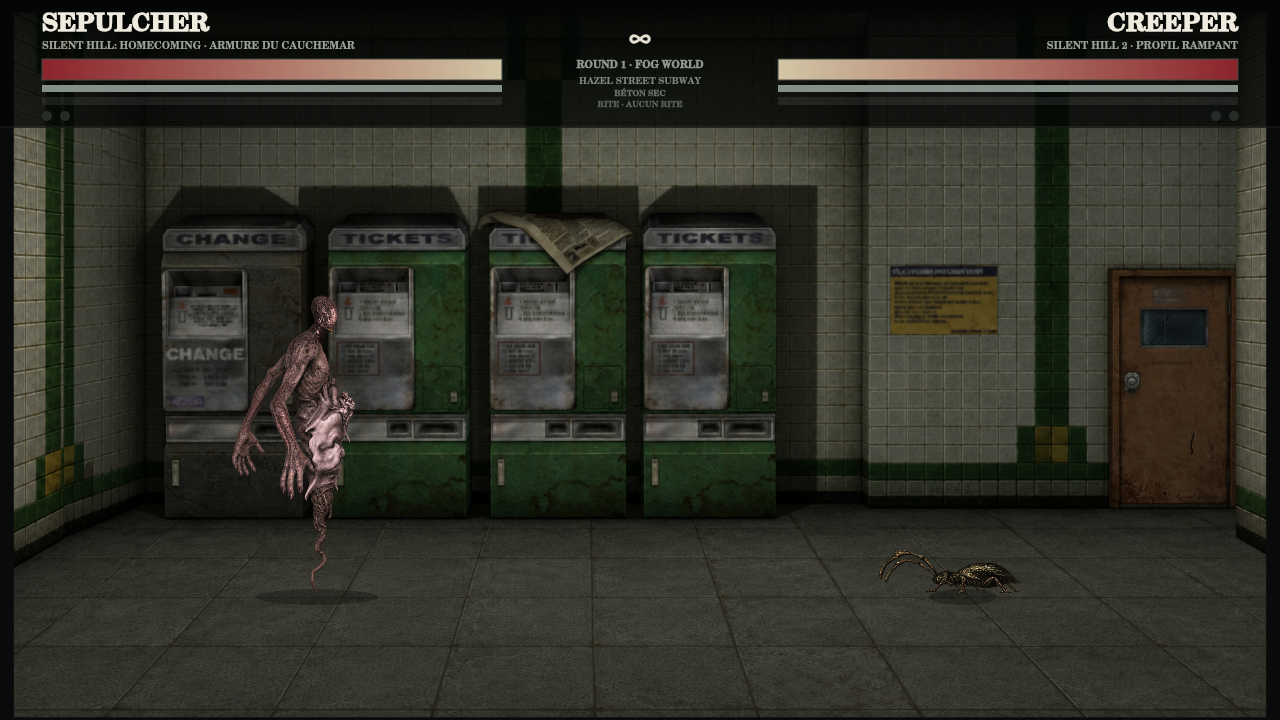 SEPULCHER
SILENT HILL: HOMECOMING · ARMURE DU CAUCHEMAR
∞
ROUND 1 · FOG WORLD
HAZEL STREET SUBWAY
BÉTON SEC
RITE · AUCUN RITE
CREEPER
SILENT HILL 2 · PROFIL RAMPANT
CHANGE
TICKETS
TI
TICKETS
CHANGE